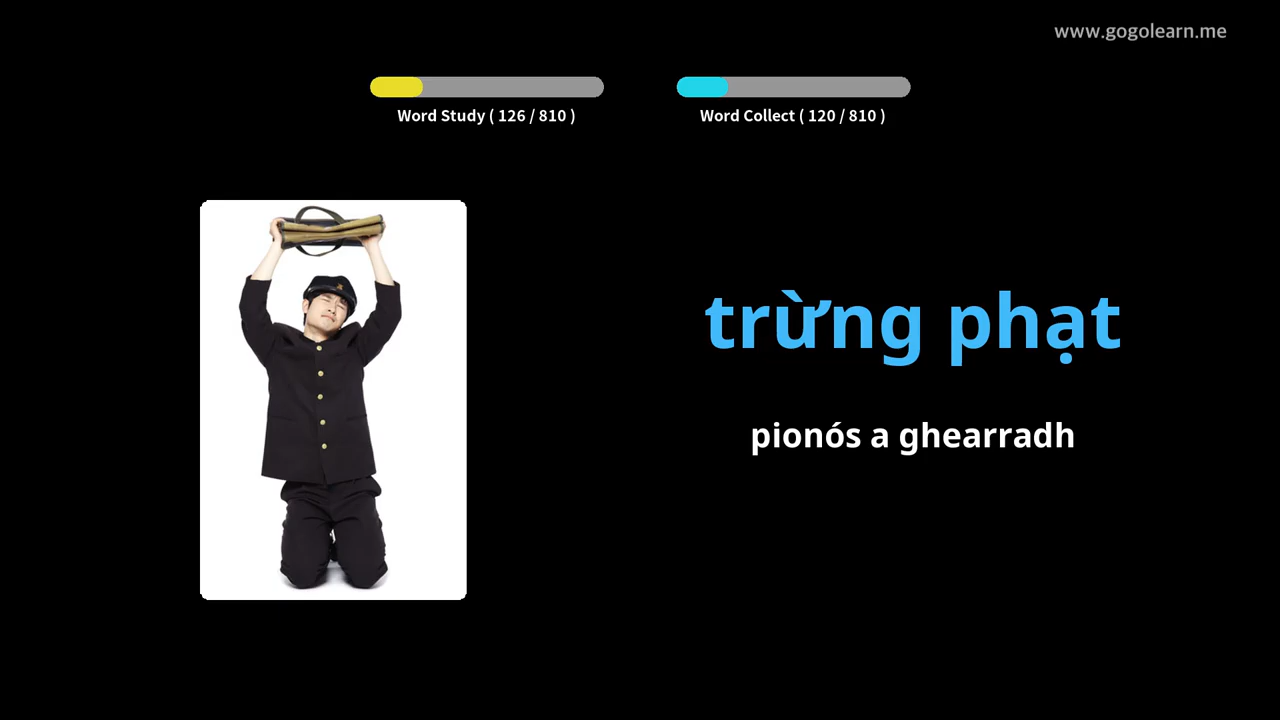 www.gogolearn.me
Word Study ( 126 / 810 )
Word Collect ( 120 / 810 )
trừng phạt
pionós a ghearradh